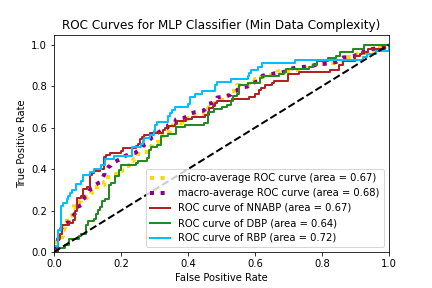 ROC Curves for MLP Classifier (Min Data Complexity)
True Positive Rate
1.0
0.8
0.6
0.4
0.2
0.0
micro-average ROC curve (area = 0.67)
macro-average ROC curve (area = 0.68)
ROC curve of NNABP (area = 0.67)
ROC curve of DBP (area = 0.64)
ROC curve of RBP (area = 0.72)
0.0 0.2 0.4 0.6 0.8 1.0
False Positive Rate